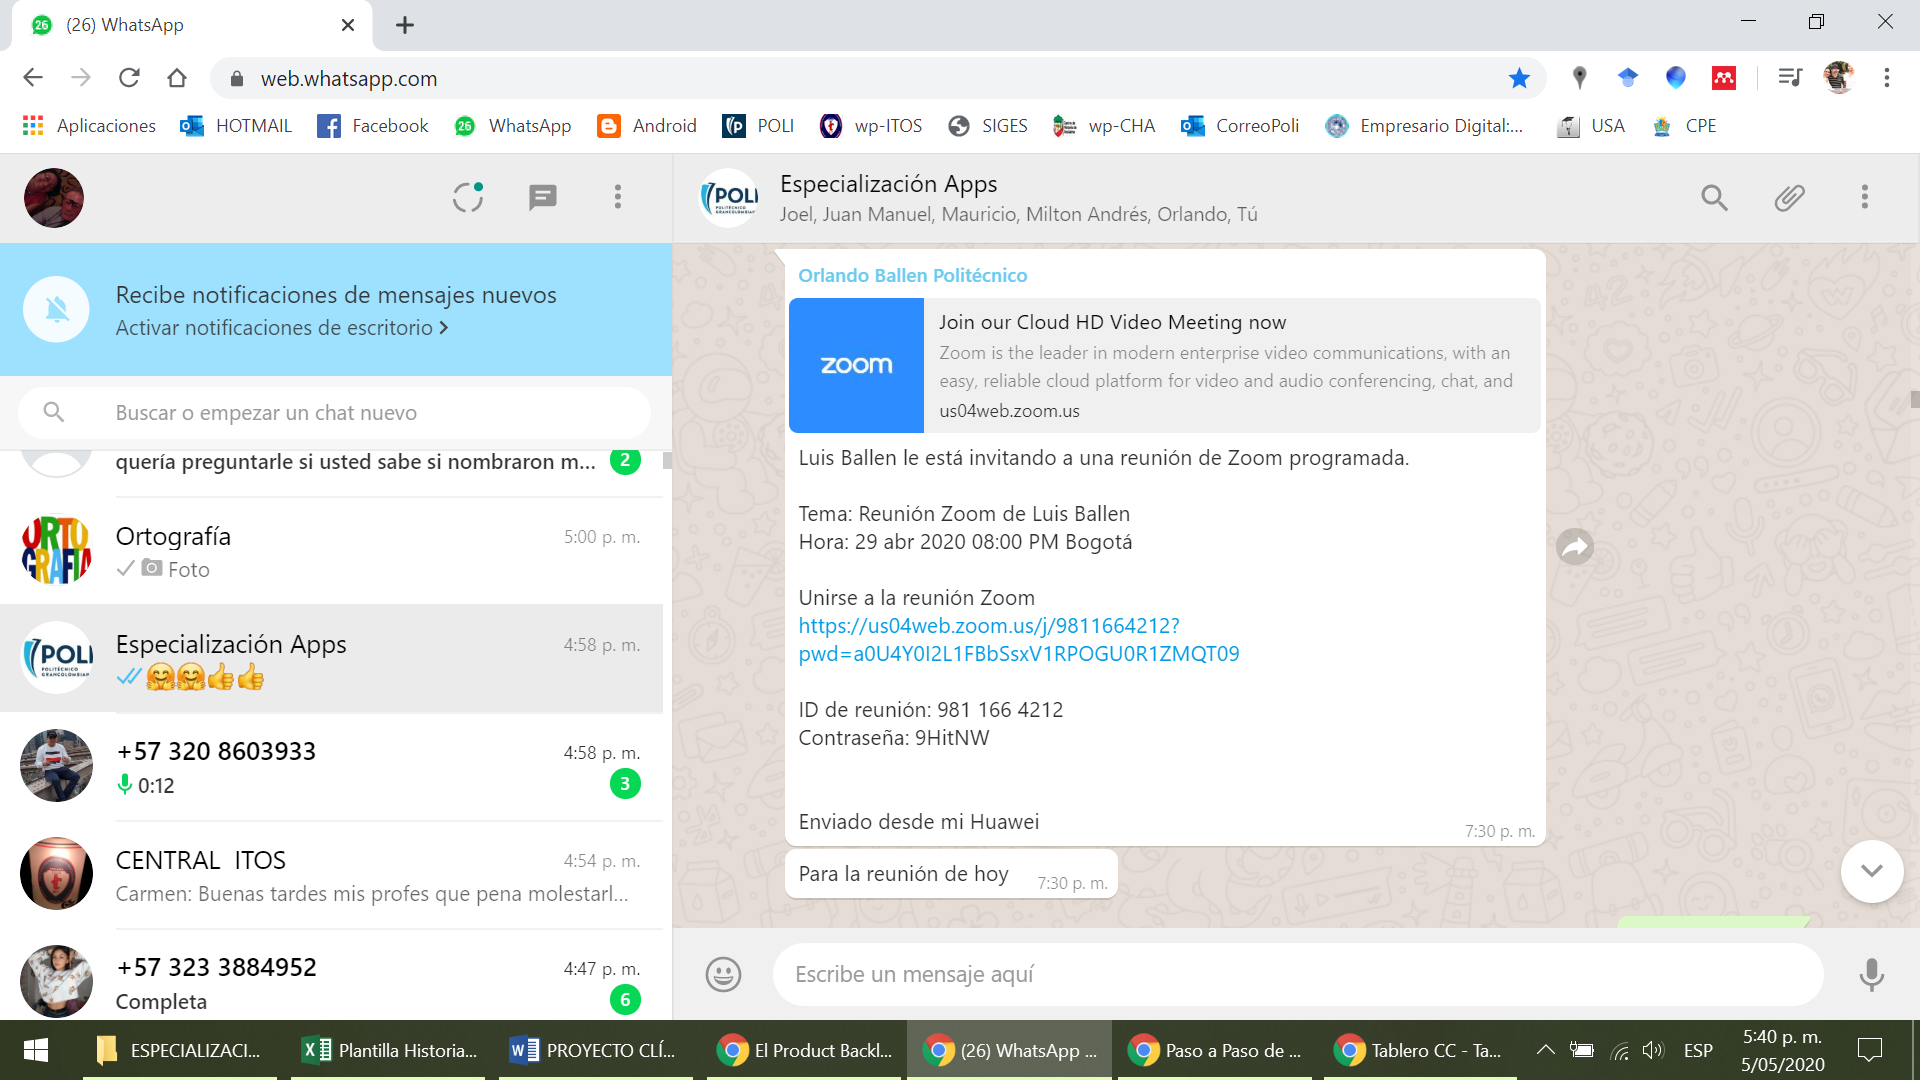 26 (26) WhatsApp
web.whatsapp.com
Aplicaciones HOTMAIL Facebook 26 WhatsApp Android POLI wp-ITOS SIGES wp-CHA CorreoPoli Empresario Digital:... USA CPE
Recibe notificaciones de mensajes nuevos
Activar notificaciones de escritorio
Buscar o empezar un chat nuevo
quería preguntarle si usted sabe si nombraron m... 2
ORTOGRAFÍA
Ortografía 5:00 p. m.
Foto
POLI
POLITÉCNICO
GRANCOLOMBIANO
Especialización Apps 4:58 p. m.
+57 320 8603933 4:58 p. m.
0:12 3
CENTRAL ITOS 4:54 p. m.
Carmen: Buenas tardes mis profes que pena molestarl...
+57 323 3884952 4:47 p. m.
Completa 6
POLI
POLITÉCNICO
GRANCOLOMBIANO
Especialización Apps
Joel, Juan Manuel, Mauricio, Milton Andrés, Orlando, Tú
Orlando Ballen Politécnico
zoom
Join our Cloud HD Video Meeting now
Zoom is the leader in modern enterprise video communications, with an
easy, reliable cloud platform for video and audio conferencing, chat, and
us04web.zoom.us
Luis Ballen le está invitando a una reunión de Zoom programada.
Tema: Reunión Zoom de Luis Ballen
Hora: 29 abr 2020 08:00 PM Bogotá
Unirse a la reunión Zoom
https://us04web.zoom.us/j/9811664212?
pwd=a0U4Y0I2L1FBbSsxV1RPOGU0R1ZMQT09
ID de reunión: 981 166 4212
Contraseña: 9HitNW
Enviado desde mi Huawei
7:30 p. m.
Para la reunión de hoy 7:30 p. m.
Escribe un mensaje aquí
ESPECIALIZACI... Plantilla Historia... PROYECTO CLÍ... El Product Backl... (26) WhatsApp ... Paso a Paso de ... Tablero CC - Ta... ESP
5:40 p. m.
5/05/2020